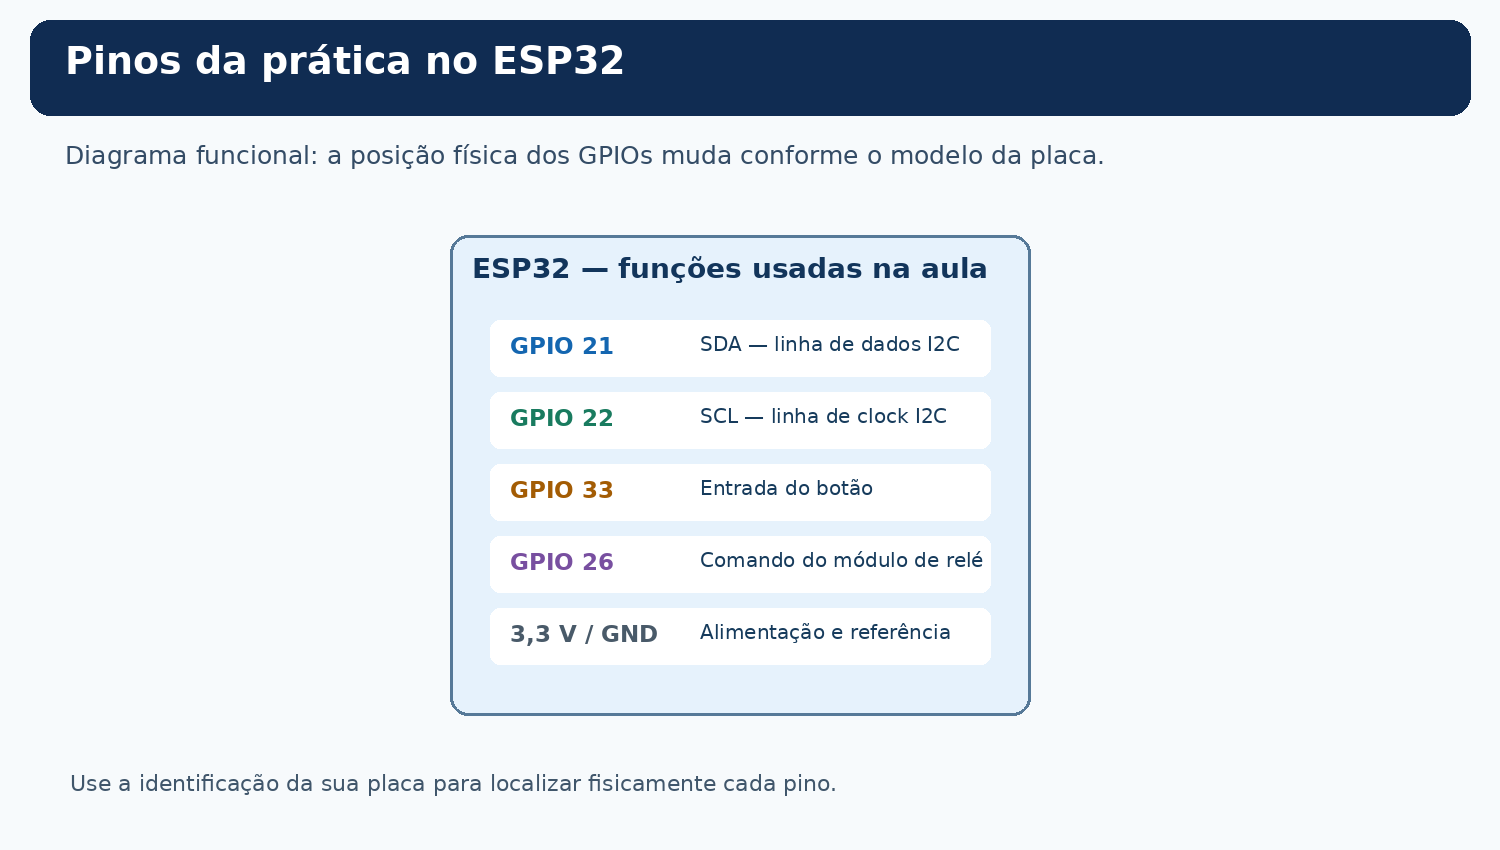 Pinos da prática no ESP32
Diagrama funcional: a posição física dos GPIOs muda conforme o modelo da placa.
ESP32 — funções usadas na aula
GPIO 21 SDA — linha de dados I2C
GPIO 22 SCL — linha de clock I2C
GPIO 33 Entrada do botão
GPIO 26 Comando do módulo de relé
3,3 V / GND Alimentação e referência
Use a identificação da sua placa para localizar fisicamente cada pino.